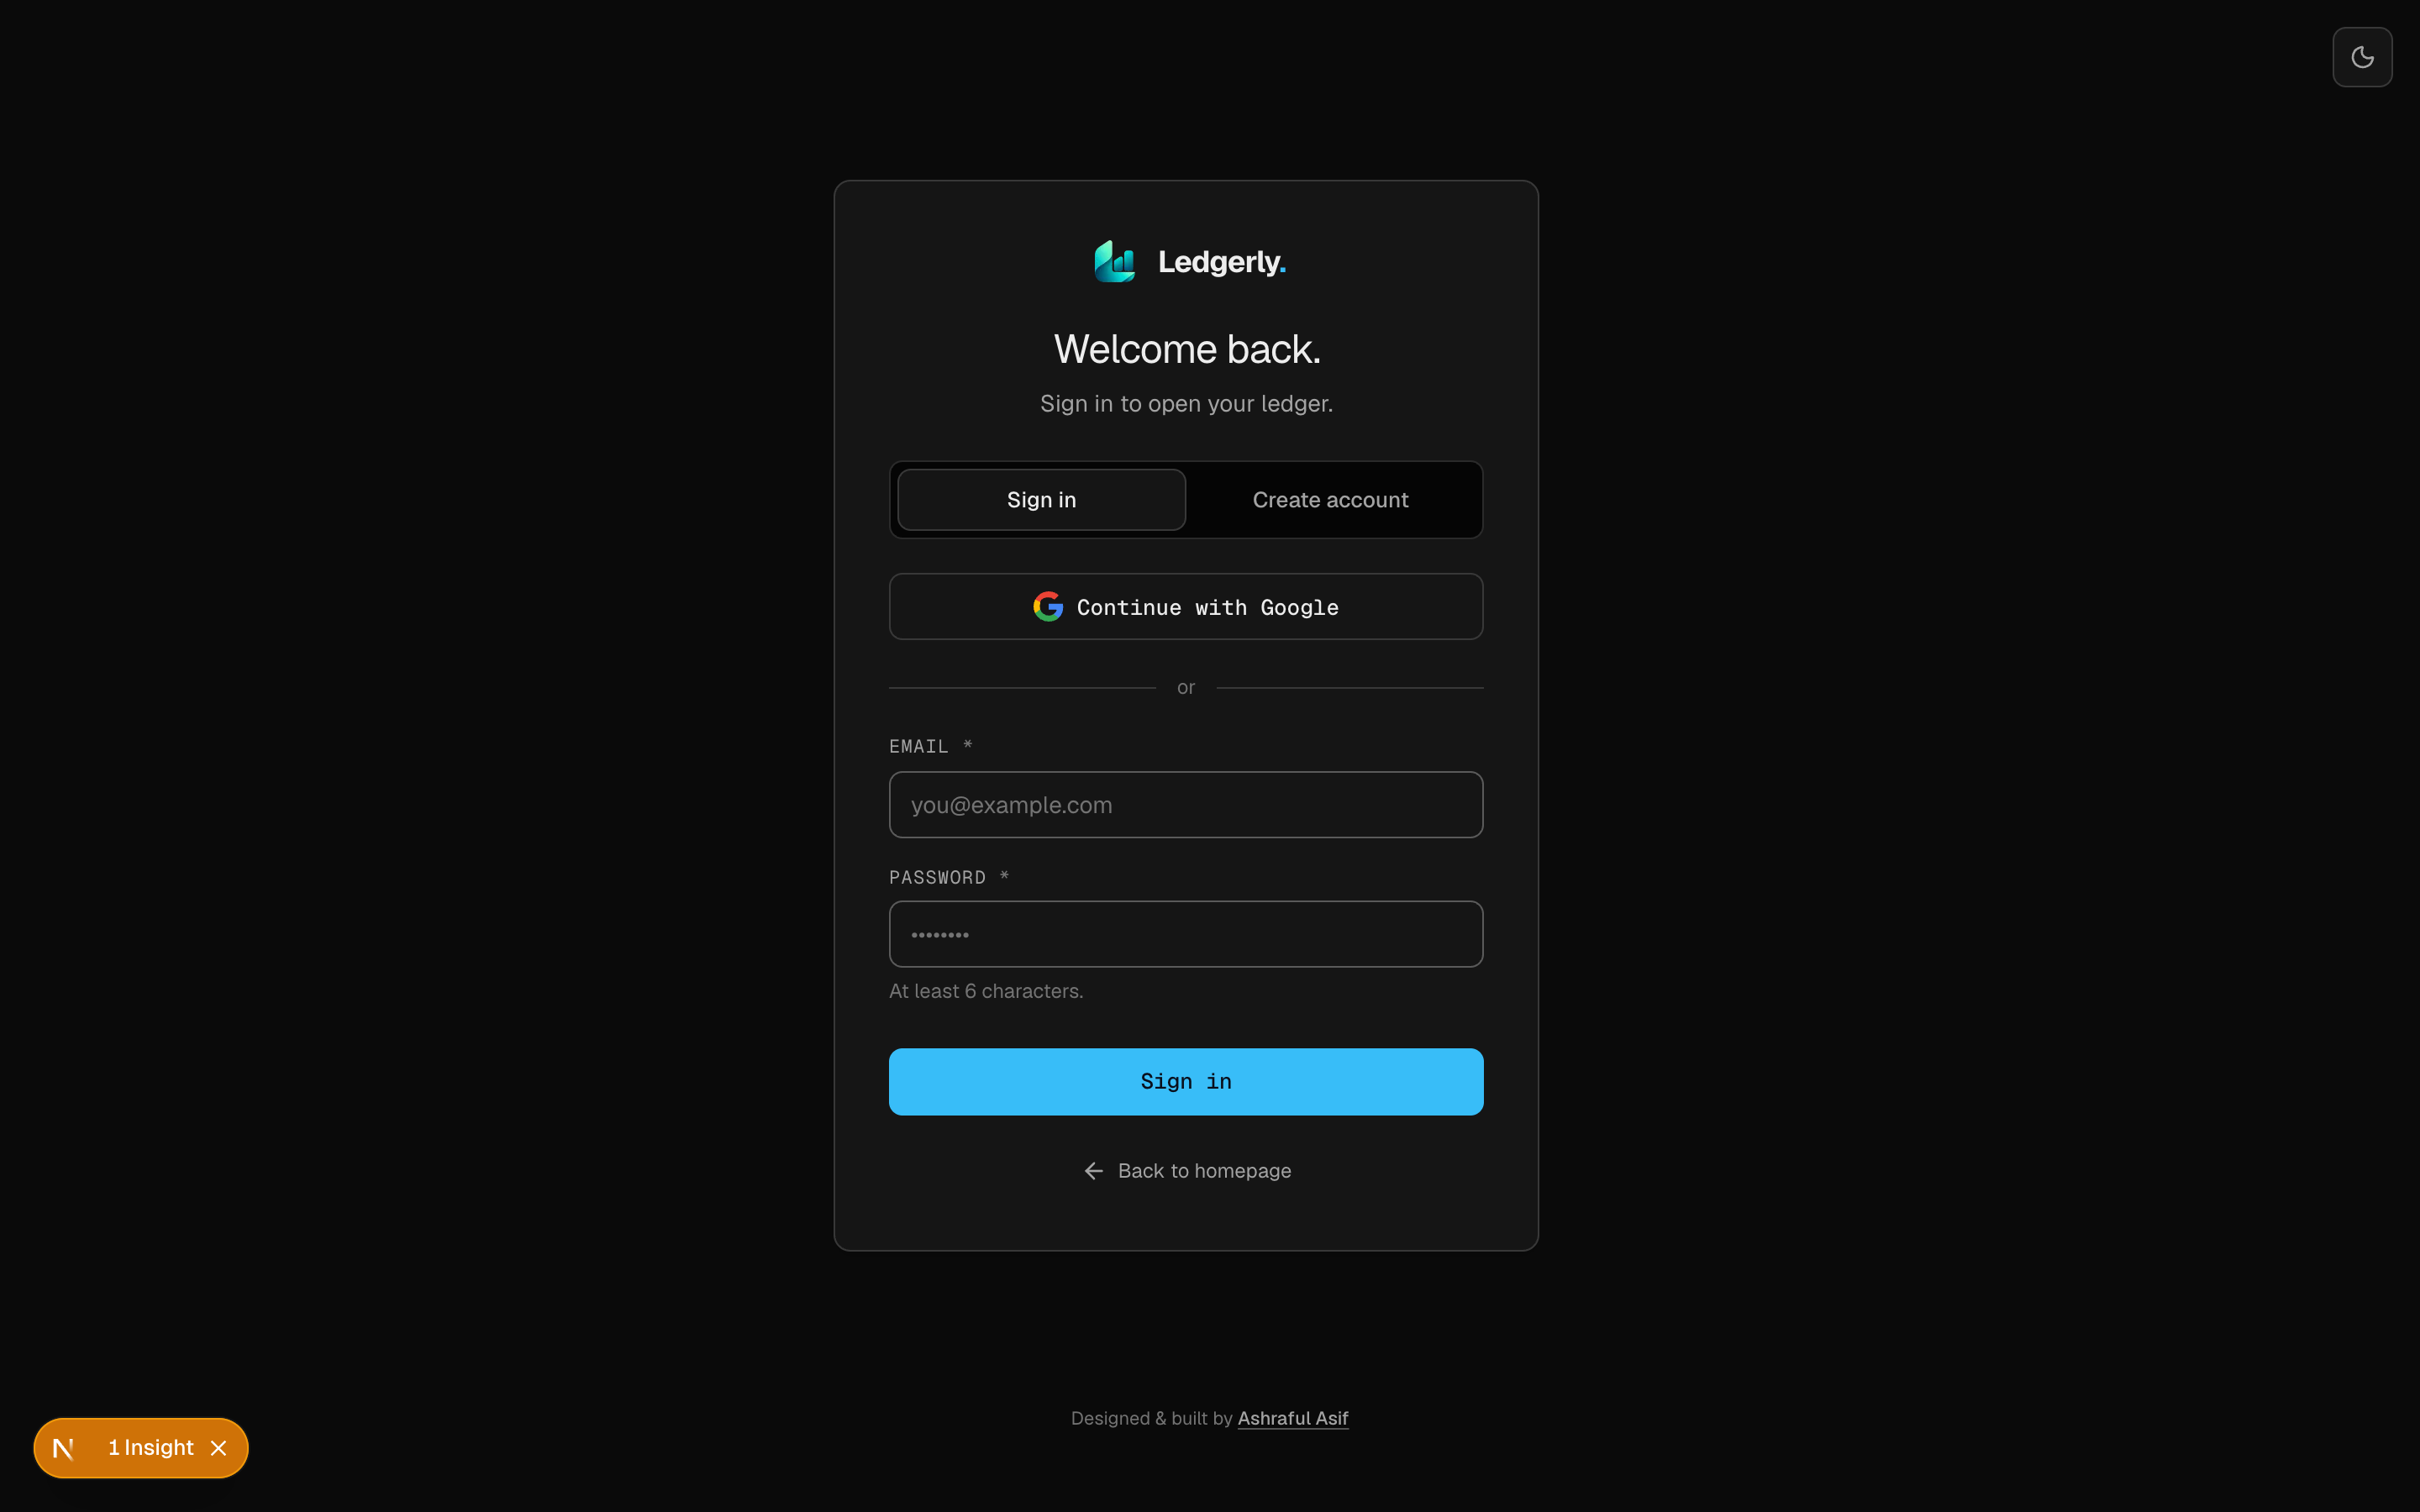 Ledgerly.
Welcome back.
Sign in to open your ledger.
Sign in
Create account
Continue with Google
or
EMAIL *
you@example.com
PASSWORD *
••••••••
At least 6 characters.
Sign in
Back to homepage
Designed & built by Ashraful Asif
1 Insight